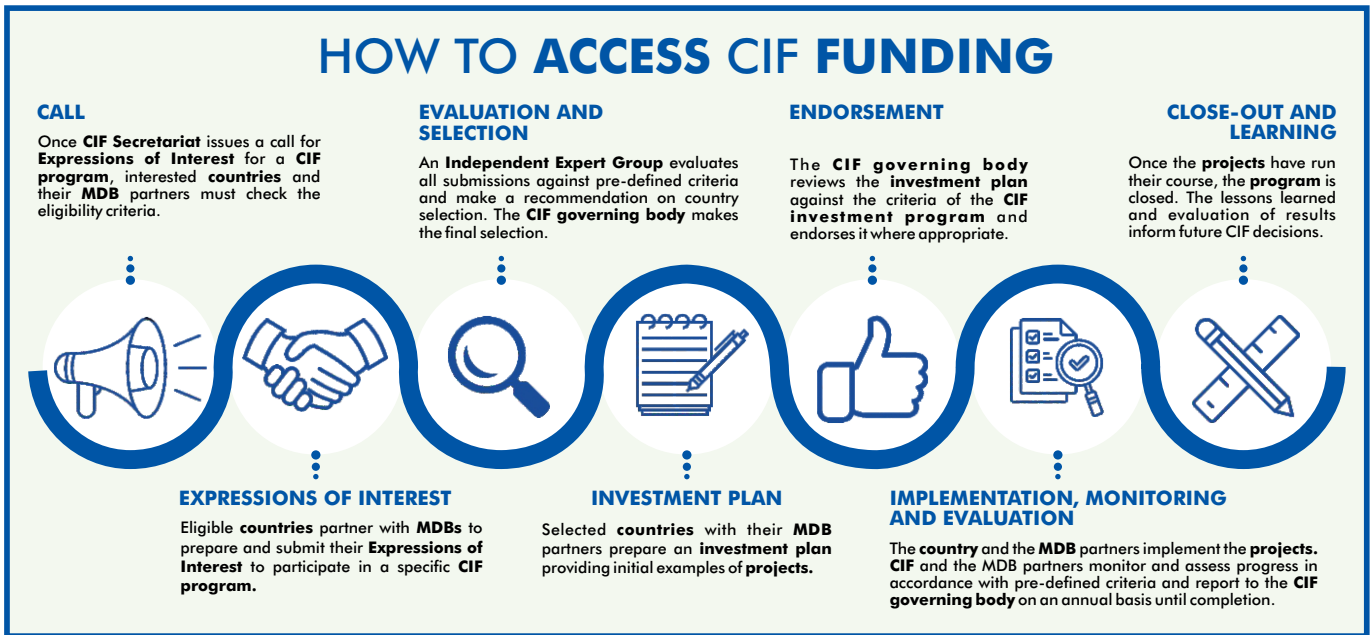 HOW TO ACCESS CIF FUNDING
CALL
Once CIF Secretariat issues a call for
Expressions of Interest for a CIF
program, interested countries and
their MDB partners must check the
eligibility criteria.
EXPRESSIONS OF INTEREST
Eligible countries partner with MDBs to
prepare and submit their Expressions of
Interest to participate in a specific CIF
program.
EVALUATION AND
SELECTION
An Independent Expert Group evaluates
all submissions against pre-defined criteria
and make a recommendation on country
selection. The CIF governing body makes
the final selection.
INVESTMENT PLAN
Selected countries with their MDB
partners prepare an investment plan
providing initial examples of projects.
ENDORSEMENT
The CIF governing body
reviews the investment plan
against the criteria of the CIF
investment program and
endorses it where appropriate.
IMPLEMENTATION, MONITORING
AND EVALUATION
The country and the MDB partners implement the projects.
CIF and the MDB partners monitor and assess progress in
accordance with pre-defined criteria and report to the CIF
governing body on an annual basis until completion.
CLOSE-OUT AND
LEARNING
Once the projects have run
their course, the program is
closed. The lessons learned
and evaluation of results
inform future CIF decisions.